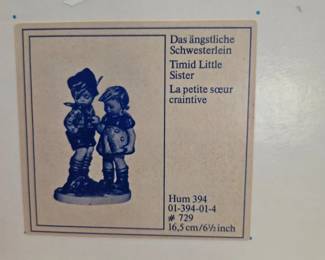 Das ängstliche
Schwesterlein
Timid Little
Sister
La petite sœur
craintive
Hum 394
01-394-01-4
# 729
16,5 cm/6½ inch